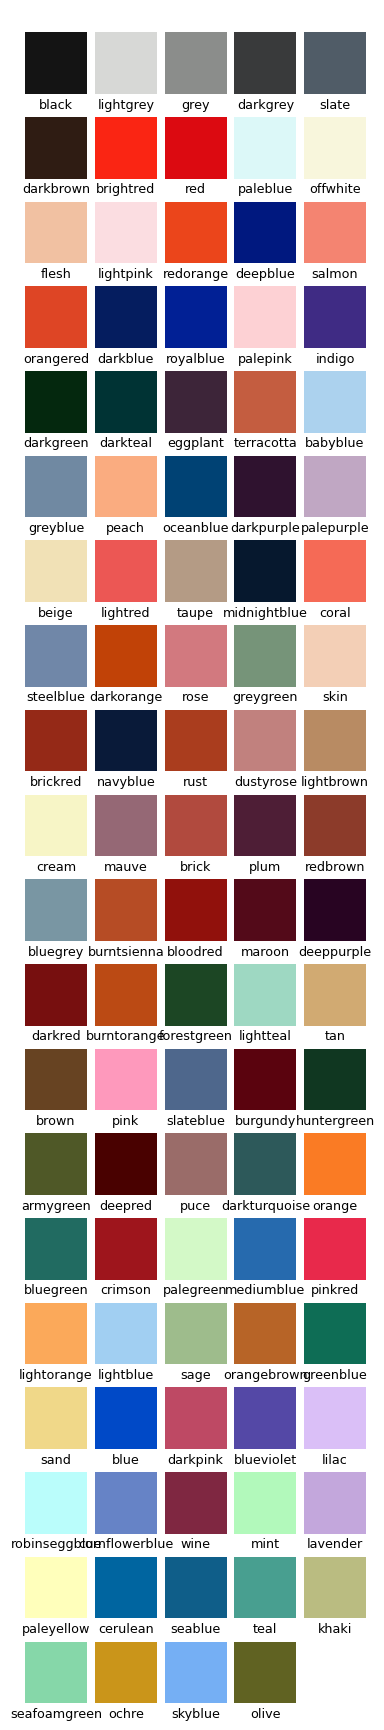 black lightgrey grey darkgrey slate
darkbrown brightred red paleblue offwhite
flesh lightpink redorange deepblue salmon
orangered darkblue royalblue palepink indigo
darkgreen darkteal eggplant terracotta babyblue
greyblue peach oceanblue darkpurple palepurple
beige lightred taupe midnightblue coral
steelblue darkorange rose greygreen skin
brickred navyblue rust dustyrose lightbrown
cream mauve brick plum redbrown
bluegrey burntsienna bloodred maroon deeppurple
darkred burntorange forestgreen lightteal tan
brown pink slateblue burgundy huntergreen
armygreen deepred puce darkturquoise orange
bluegreen crimson palegreen mediumblue pinkred
lightorange lightblue sage orangebrown greenblue
sand blue darkpink blueviolet lilac
robinseggblue cornflowerblue wine mint lavender
paleyellow cerulean seablue teal khaki
seafoamgreen ochre skyblue olive